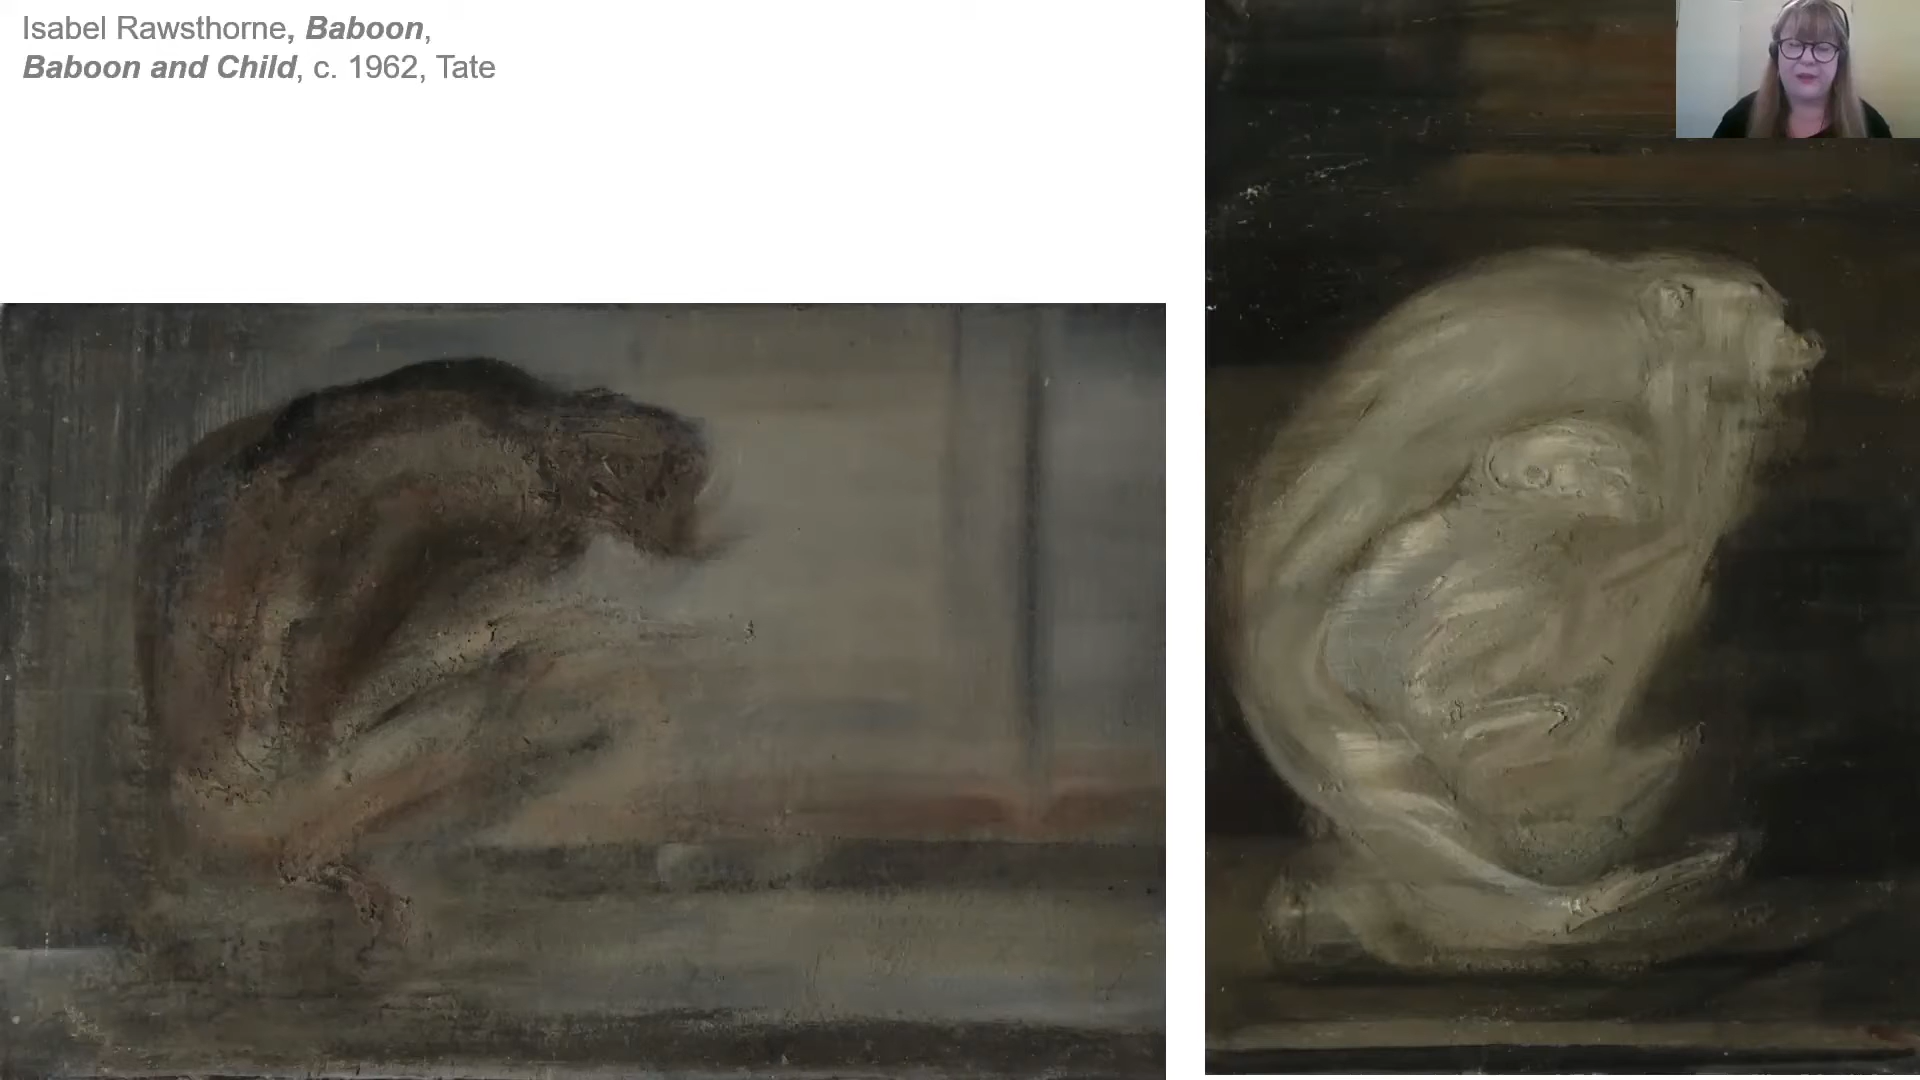 Isabel Rawsthorne, Baboon,
Baboon and Child, c. 1962, Tate